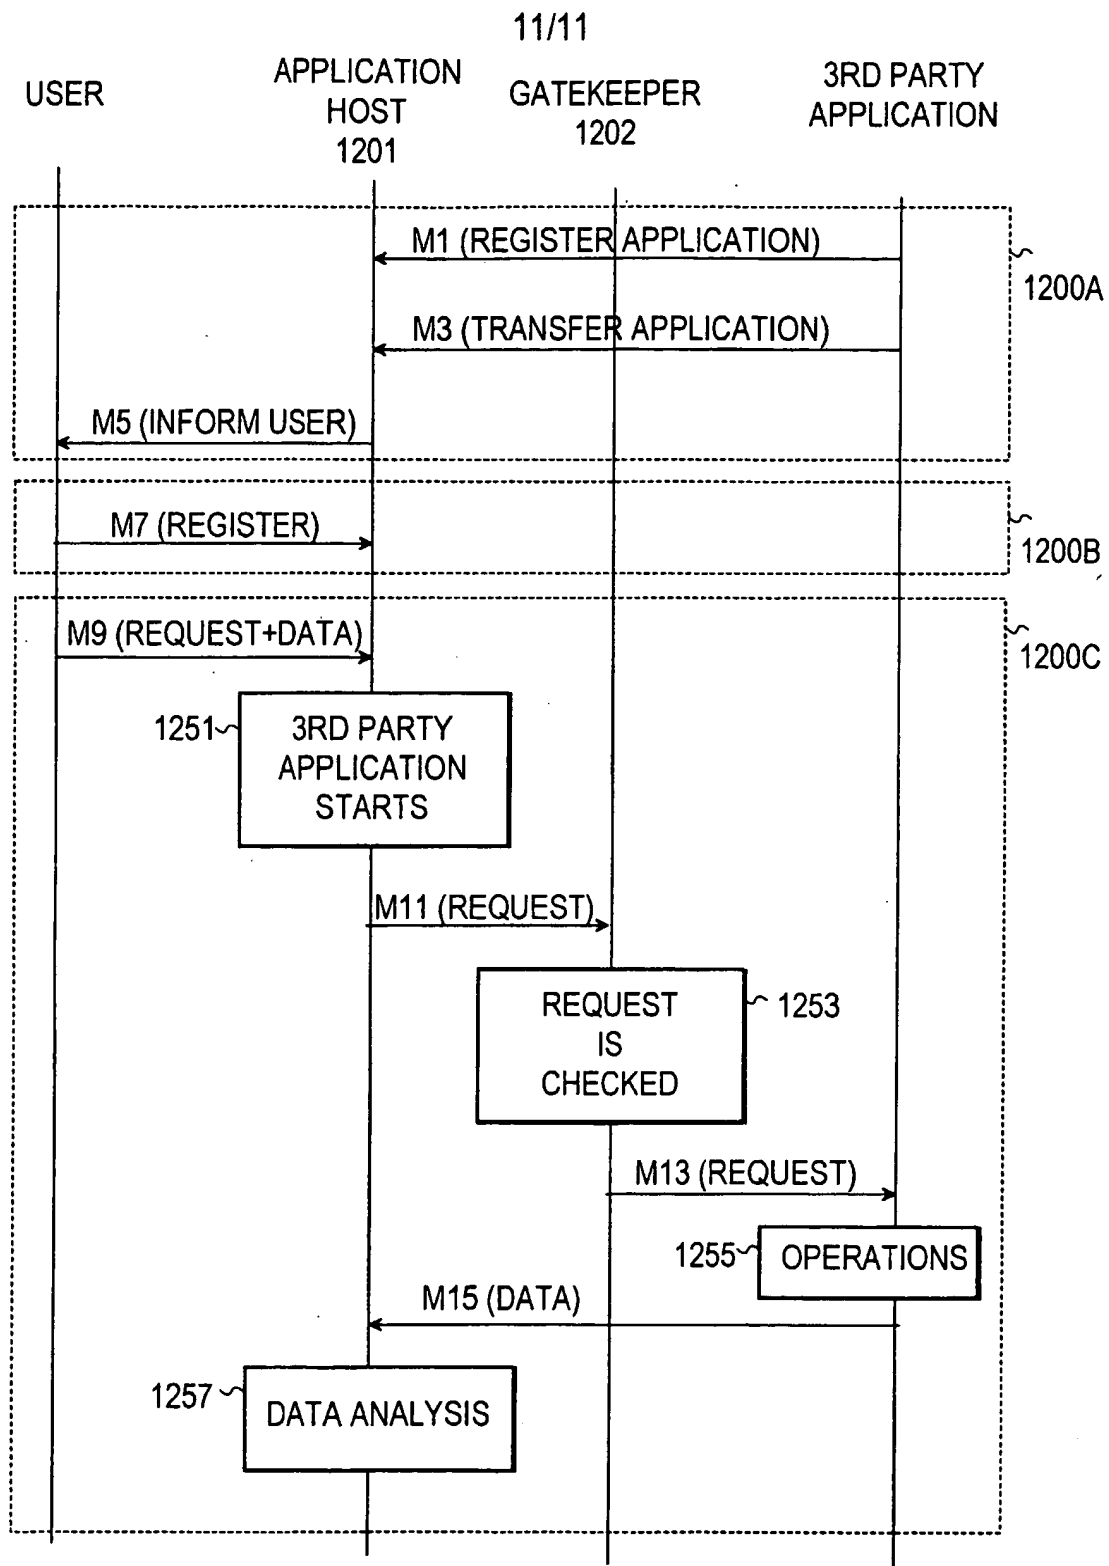 11/11
USER
APPLICATION
HOST
1201
GATEKEEPER
1202
3RD PARTY
APPLICATION
M1 (REGISTER APPLICATION)
1200A
M3 (TRANSFER APPLICATION)
M5 (INFORM USER)
M7 (REGISTER)
1200B
M9 (REQUEST+DATA)
1200C
1251
3RD PARTY
APPLICATION
STARTS
M11 (REQUEST)
REQUEST
IS
CHECKED
1253
M13 (REQUEST)
1255
OPERATIONS
M15 (DATA)
1257
DATA ANALYSIS